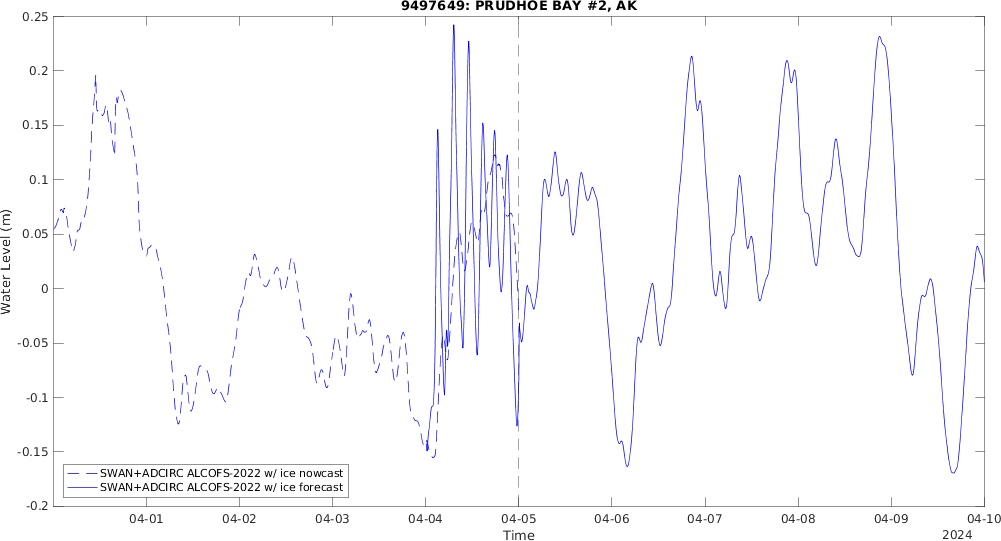 9497649: PRUDHOE BAY #2, AK
0.25
0.2
0.15
0.1
0.05
0
-0.05
-0.1
-0.15
-0.2
Water Level (m)
SWAN+ADCIRC ALCOFS-2022 w/ ice nowcast
SWAN+ADCIRC ALCOFS-2022 w/ ice forecast
04-01 04-02 04-03 04-04 04-05 04-06 04-07 04-08 04-09 04-10
Time
2024